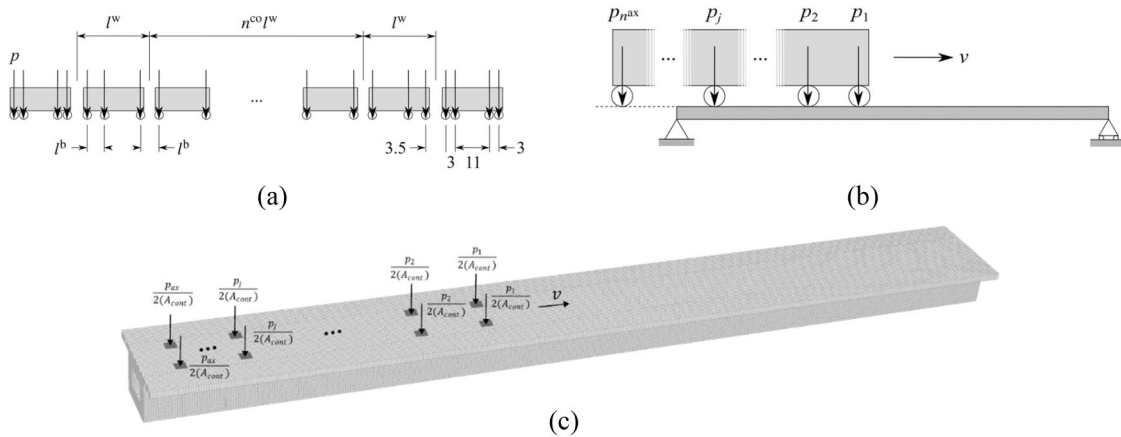 l^w n^co l^w l^w
p
...
l^b l^b 3.5 3 11 3
(a)
p_n^ax p_j p_2 p_1
... ...
v
(b)
p_1/2(A_cont)
p_2/2(A_cont)
p_j/2(A_cont)
p_ax/2(A_cont)
p_1/2(A_cont)
v
p_2/2(A_cont)
...
p_j/2(A_cont)
...
p_ax/2(A_cont)
(c)